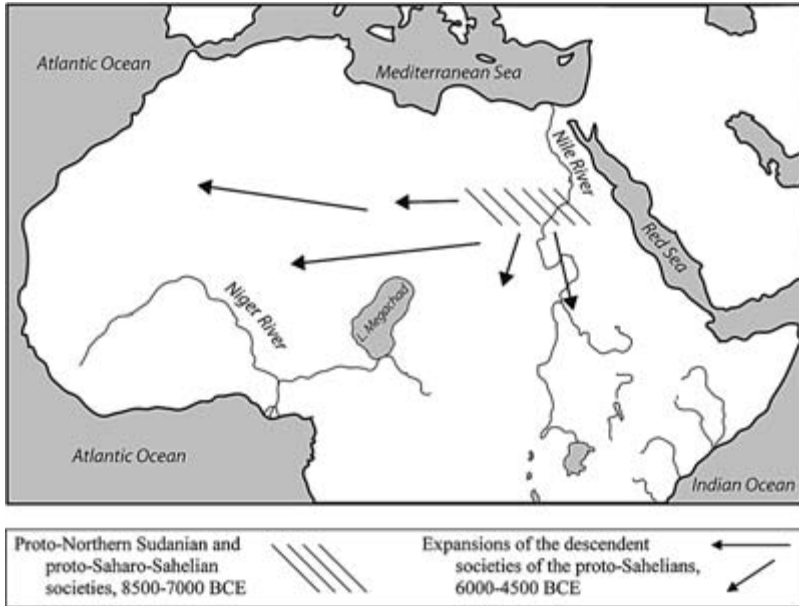 Atlantic Ocean
Mediterranean Sea
Nile River
Red Sea
Niger River
L. Megachad
Atlantic Ocean
Indian Ocean
Proto-Northern Sudanian and
proto-Saharo-Sahelian
societies, 8500-7000 BCE
Expansions of the descendent
societies of the proto-Sahelians,
6000-4500 BCE